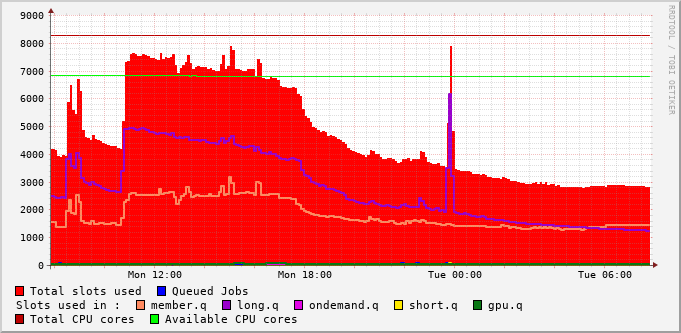 9000
8000
7000
6000
5000
4000
3000
2000
1000
0
Mon 12:00 Mon 18:00 Tue 00:00 Tue 06:00
RRDTOOL / TOBI OETIKER
Total slots used Queued Jobs
Slots used in : member.q long.q ondemand.q short.q gpu.q
Total CPU cores Available CPU cores